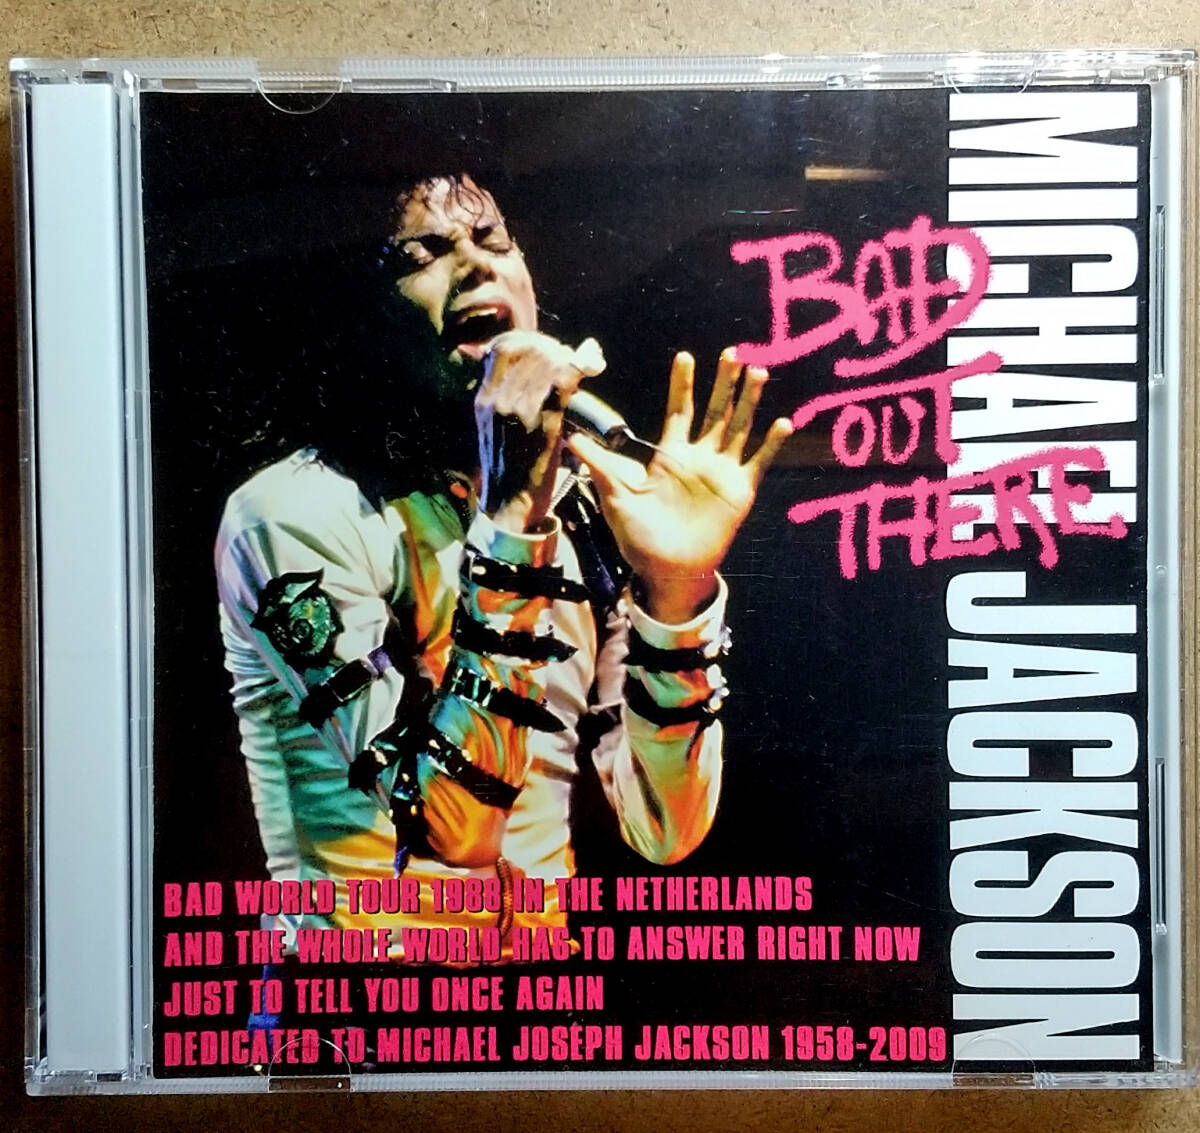 MICHAEL JACKSON
BAD
OUT
THERE
BAD WORLD TOUR 1988 IN THE NETHERLANDS
AND THE WHOLE WORLD HAS TO ANSWER RIGHT NOW
JUST TO TELL YOU ONCE AGAIN
DEDICATED TO MICHAEL JOSEPH JACKSON 1958-2009